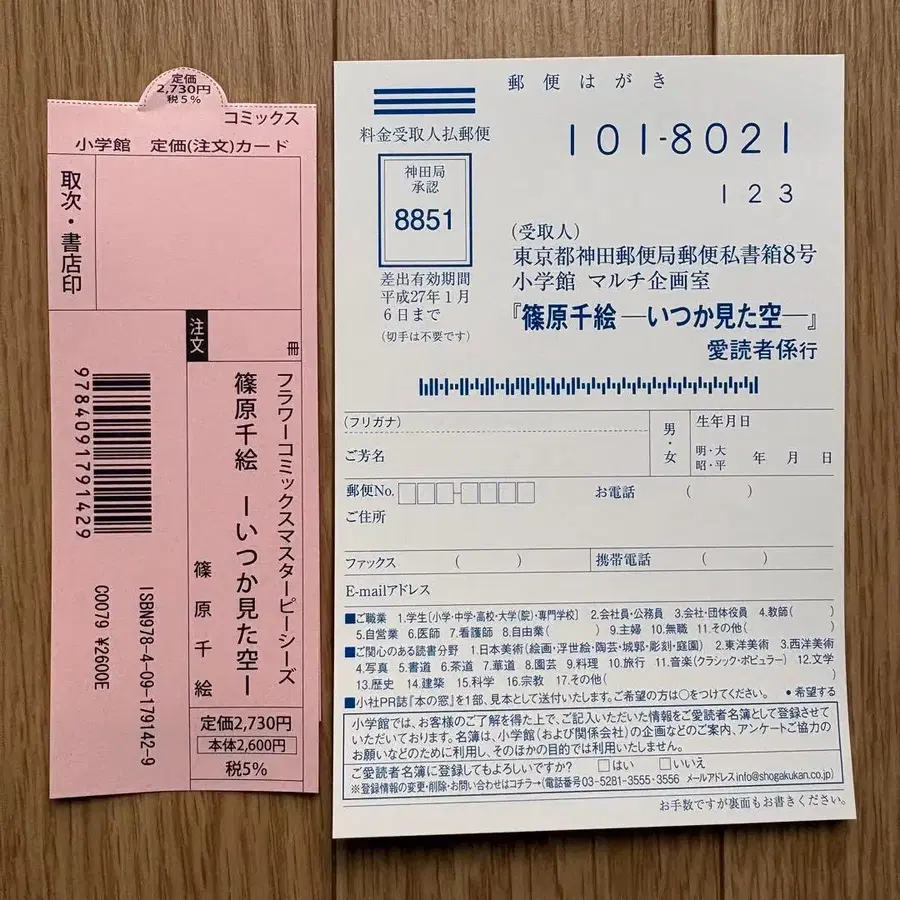 定価
2,730円
税5%
コミックス
小学館 定価(注文)カード
取次・書店印
注文
冊
フラワーコミックスマスターピーシーズ
篠原千絵 ーいつか見た空ー
篠原千絵
9784091791429
ISBN978-4-09-179142-9
C0079 ¥2600E
定価2,730円
本体2,600円
税5%
郵便はがき
料金受取人払郵便
神田局
承認
8851
差出有効期間
平成27年1月
6日まで
(切手は不要です)
101-8021
123
(受取人)
東京都神田郵便局郵便私書箱8号
小学館 マルチ企画室
『篠原千絵 ―いつか見た空―』
愛読者係行
(フリガナ)
ご芳名
男・女
生年月日
明・大
昭・平 年 月 日
郵便No.
お電話 ( )
ご住所
ファックス ( )
携帯電話 ( )
E-mailアドレス
■ご職業 1.学生[小学・中学・高校・大学(院)・専門学校] 2.会社員・公務員 3.会社・団体役員 4.教師( )
5.自営業 6.医師 7.看護師 8.自由業( ) 9.主婦 10.無職 11.その他( )
■ご関心のある読書分野 1.日本美術(絵画・浮世絵・陶芸・城郭・彫刻・庭園) 2.東洋美術 3.西洋美術
4.写真 5.書道 6.茶道 7.華道 8.園芸 9.料理 10.旅行 11.音楽(クラシック・ポピュラー) 12.文学
13.歴史 14.建築 15.科学 16.宗教 17.その他( )
■小社PR誌『本の窓』を1部、見本として送付いたします。ご希望の方は○をつけてください。 •希望する
小学館では、お客様のご了解を得た上で、ご記入いただいた情報をご愛読者名簿として登録させて
いただいております。名簿は、小学館(および関係会社)の企画などのご案内、アンケートご協力の
お願いなどのために利用し、そのほかの目的では利用いたしません。
ご愛読者名簿に登録してもよろしいですか? □はい □いいえ
※登録情報の変更・削除・お問い合わせはコチラ→(電話番号03-5281-3555・3556 メールアドレスinfo@shogakukan.co.jp)
お手数ですが裏面もお書きください。